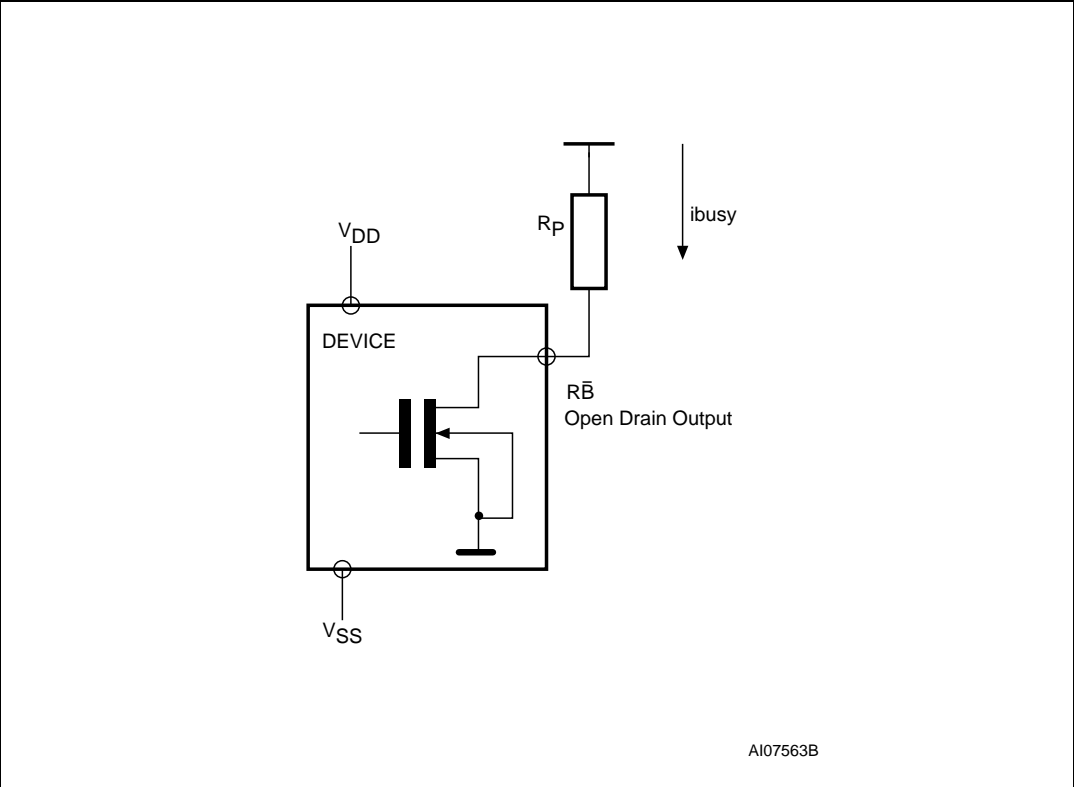 RP
ibusy
VDD
DEVICE
RB̅
Open Drain Output
VSS
AI07563B